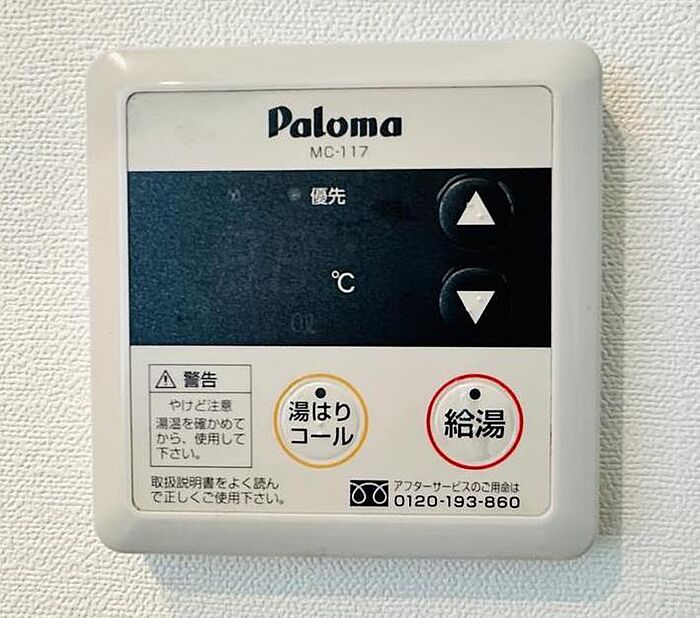 Paloma
MC-117
優先
℃
⚠ 警告
やけど注意
湯温を確かめて
から、使用して
下さい。
湯はり
コール
給湯
取扱説明書をよく読ん
で正しくご使用下さい。
アフターサービスのご用命は
0120-193-860